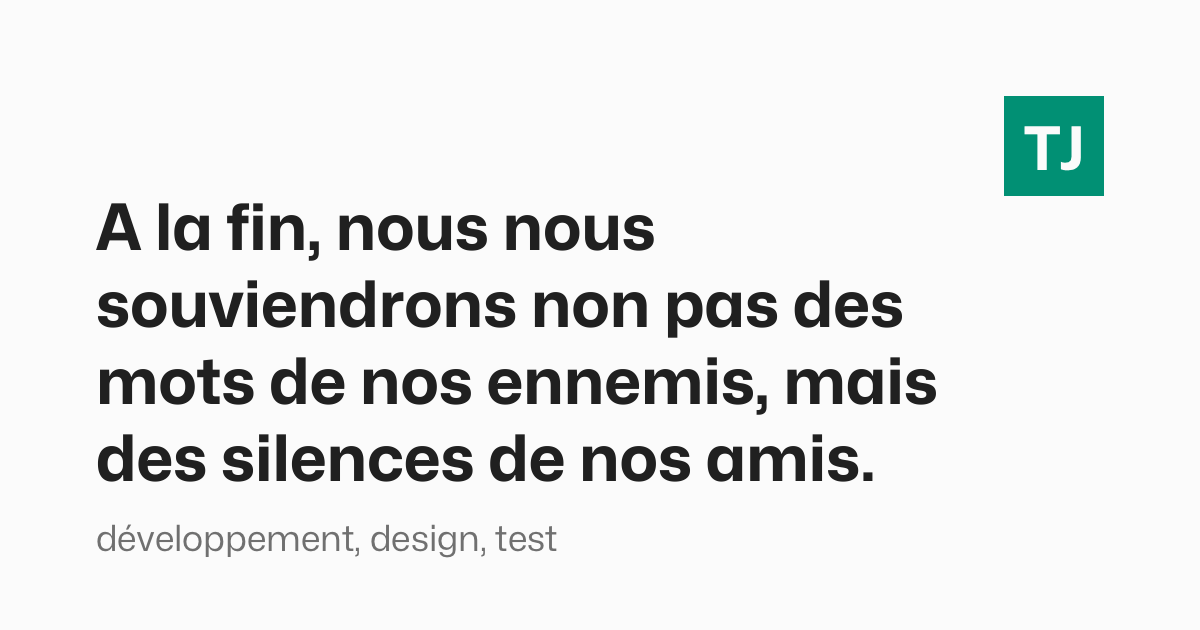 TJ
A la fin, nous nous
souviendrons non pas des
mots de nos ennemis, mais
des silences de nos amis.
développement, design, test